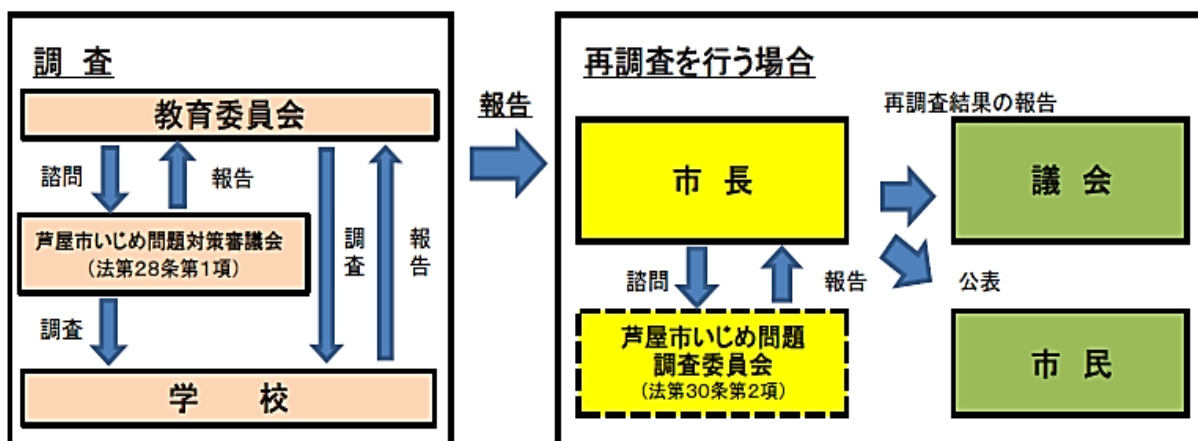 調 査
教育委員会
諮問
報告
芦屋市いじめ問題対策審議会
(法第28条第1項)
調査
調査
報告
学 校
報告
再調査を行う場合
再調査結果の報告
市 長
議 会
諮問
報告
公表
芦屋市いじめ問題
調査委員会
(法第30条第2項)
市 民